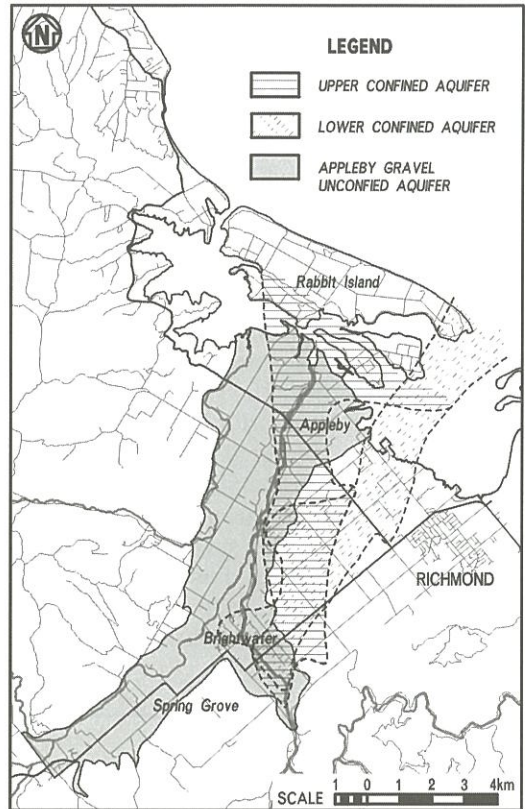 N
LEGEND
UPPER CONFINED AQUIFER
LOWER CONFINED AQUIFER
APPLEBY GRAVEL
UNCONFIED AQUIFER
Rabbit Island
Appleby
RICHMOND
Brightwater
Spring Grove
SCALE 1 0 1 2 3 4km